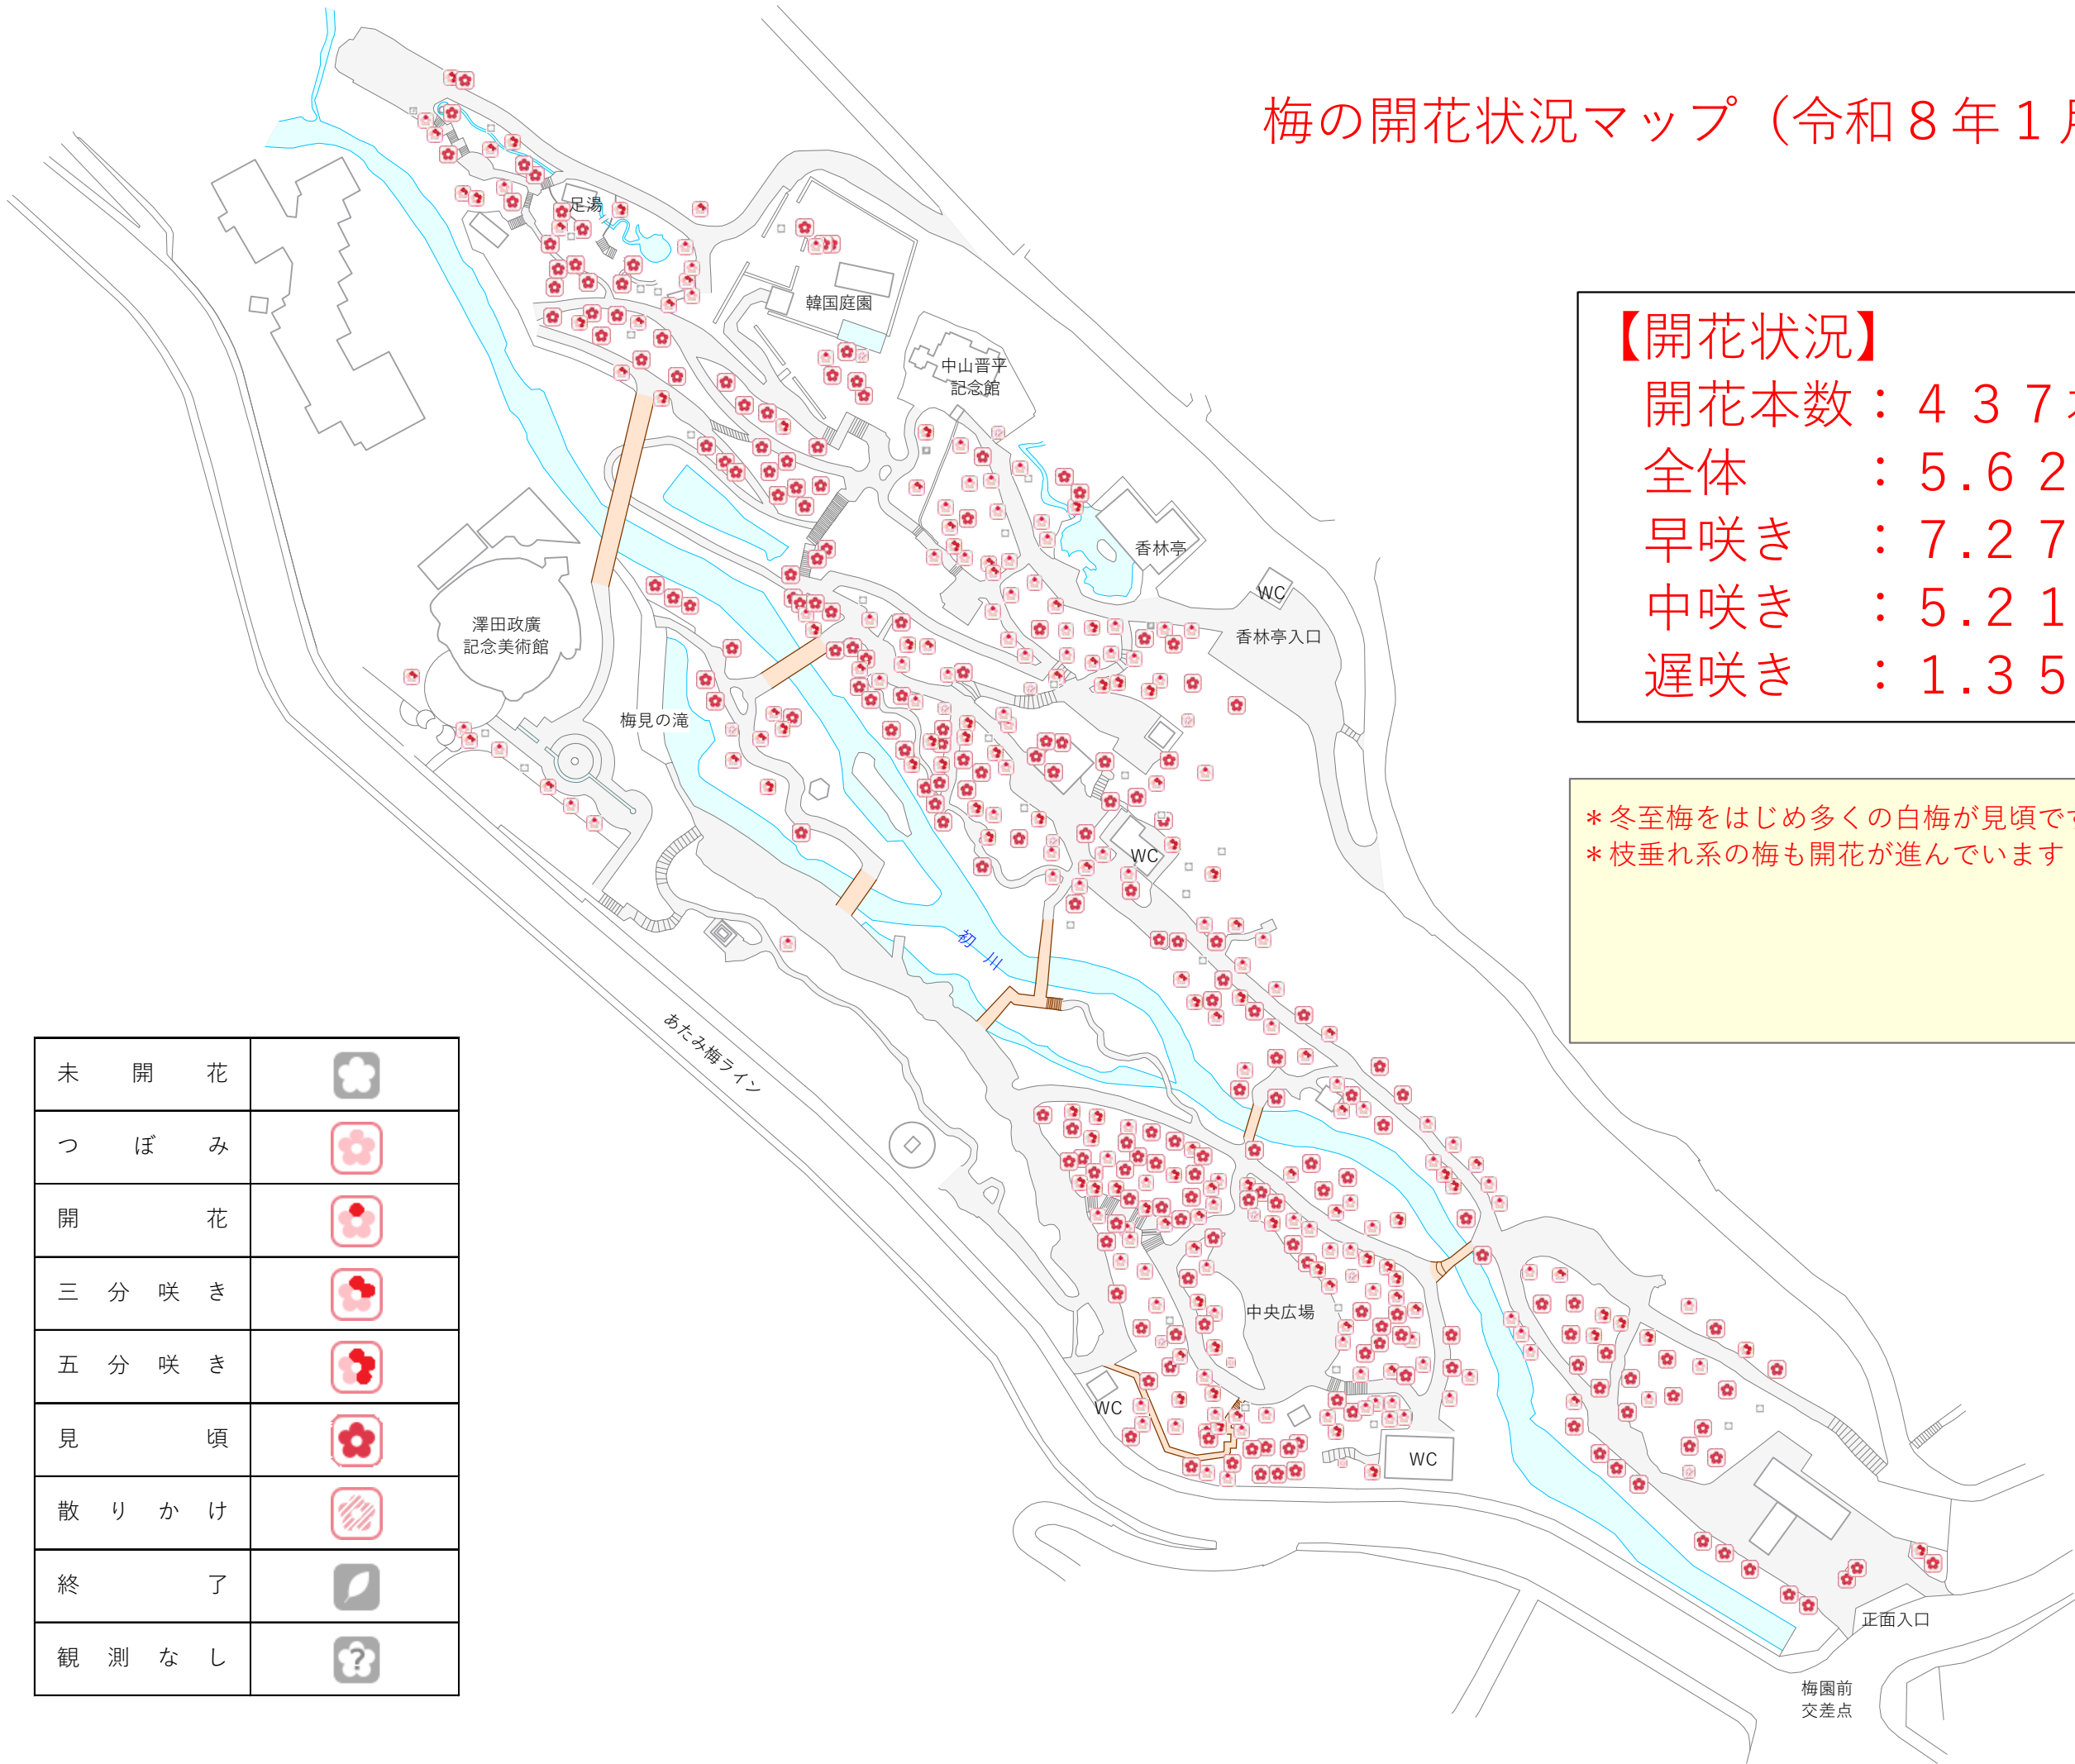 梅の開花状況マップ（令和８年１月
【開花状況】
開花本数：４３７本
全体　　：５.６２
早咲き　：７.２７
中咲き　：５.２１
遅咲き　：１.３５
＊冬至梅をはじめ多くの白梅が見頃です
＊枝垂れ系の梅も開花が進んでいます
足湯
韓国庭園
中山晋平
記念館
香林亭
WC
香林亭入口
澤田政廣
記念美術館
梅見の滝
WC
初川
あたみ梅ライン
中央広場
WC
WC
正面入口
梅園前
交差点
未開花
つぼみ
開花
三分咲き
五分咲き
見頃
散りかけ
終了
観測なし